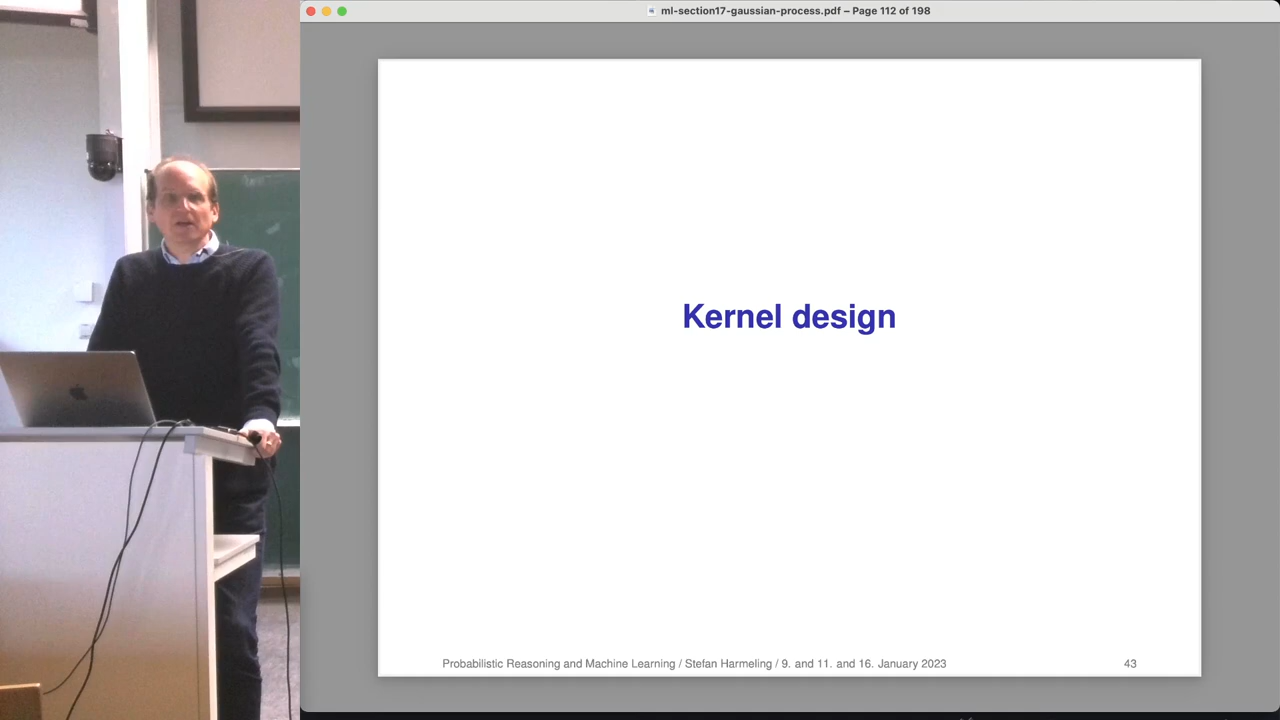 ml-section17-gaussian-process.pdf – Page 112 of 198
Kernel design
Probabilistic Reasoning and Machine Learning / Stefan Harmeling / 9. and 11. and 16. January 2023
43